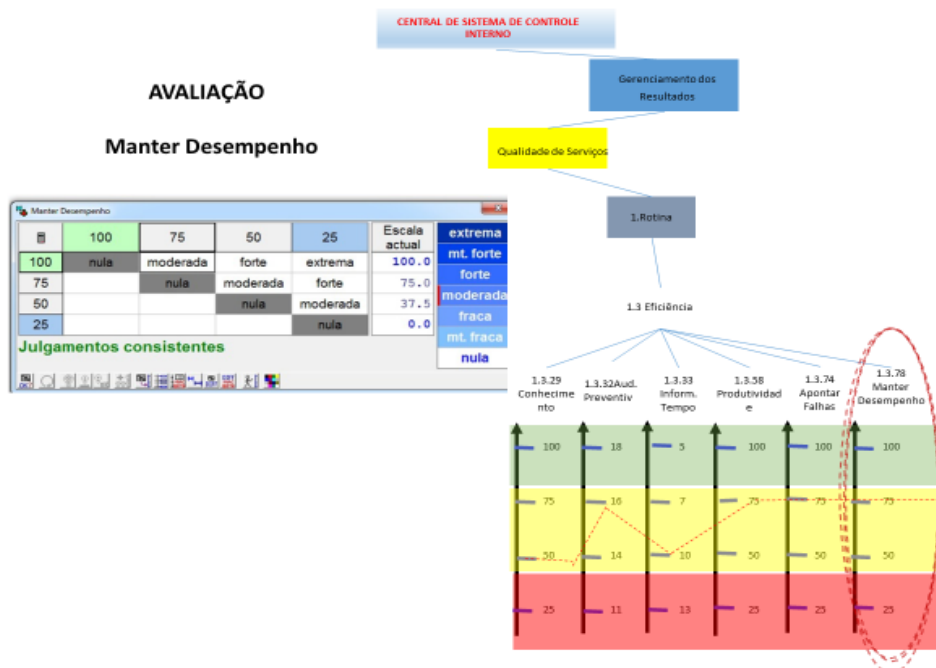 CENTRAL DE SISTEMA DE CONTROLE
INTERNO
Gerenciamento dos
Resultados
AVALIAÇÃO
Manter Desempenho
Qualidade de Serviços
1.Rotina
1.3 Eficiência
Manter Desempenho
100 75 50 25 Escala actual
100 nula moderada forte extrema 100.0
75 nula moderada forte 75.0
50 nula moderada 37.5
25 nula 0.0
Julgamentos consistentes
extrema
mt. forte
forte
moderada
fraca
mt. fraca
nula
1.3.29
Conhecime
nto
1.3.32Aud.
Preventiv
1.3.33
Inform.
Tempo
1.3.58
Produtividad
e
1.3.74
Apontar
Falhas
1.3.78
Manter
Desempenho
100 18 5 100 100 100
75 16 7 75 75 75
50 14 10 50 50 50
25 11 13 25 25 25